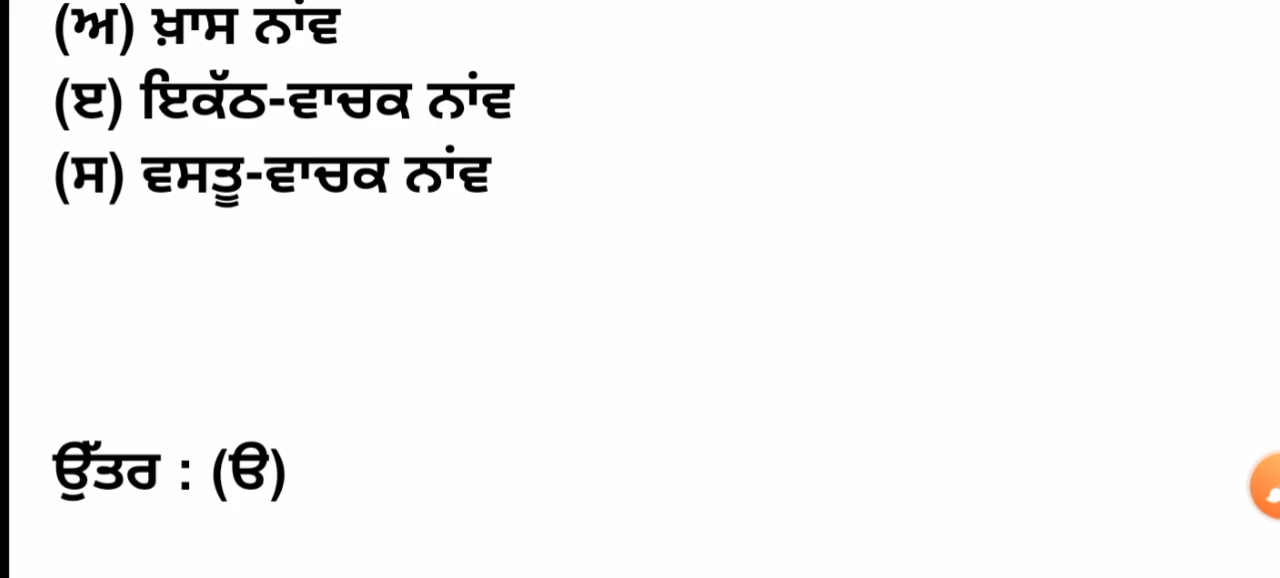 (ਅ) ਖ਼ਾਸ ਨਾਂਵ
(ੲ) ਇਕੱਠ-ਵਾਚਕ ਨਾਂਵ
(ਸ) ਵਸਤੂ-ਵਾਚਕ ਨਾਂਵ
ਉੱਤਰ : (ੳ)